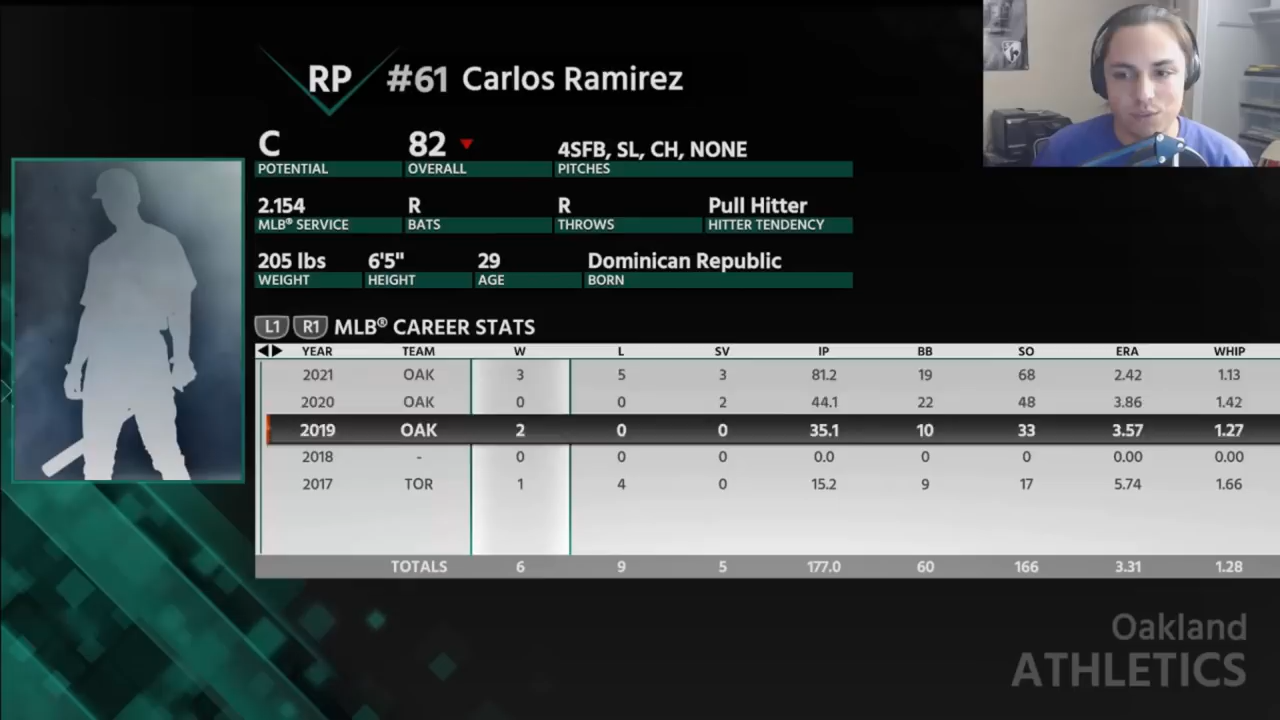 RP #61 Carlos Ramirez
C 82 4SFB, SL, CH, NONE
POTENTIAL OVERALL PITCHES
2.154 R R Pull Hitter
MLB® SERVICE BATS THROWS HITTER TENDENCY
205 lbs 6'5" 29 Dominican Republic
WEIGHT HEIGHT AGE BORN
L1 R1 MLB® CAREER STATS
YEAR TEAM W L SV IP BB SO ERA WHIP
2021 OAK 3 5 3 81.2 19 68 2.42 1.13
2020 OAK 0 0 2 44.1 22 48 3.86 1.42
2019 OAK 2 0 0 35.1 10 33 3.57 1.27
2018 - 0 0 0 0.0 0 0 0.00 0.00
2017 TOR 1 4 0 15.2 9 17 5.74 1.66
TOTALS 6 9 5 177.0 60 166 3.31 1.28
Oakland
ATHLETICS